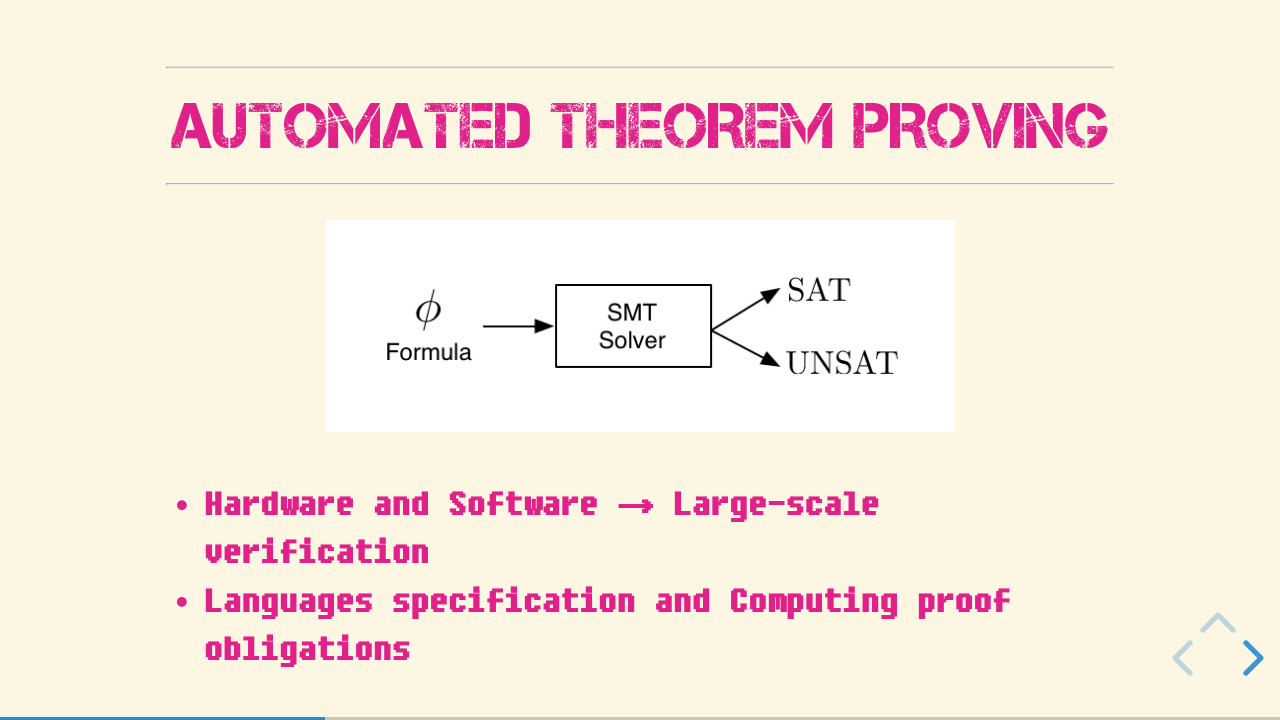 AUTOMATED THEOREM PROVING
ϕ
Formula
SMT
Solver
SAT
UNSAT
• Hardware and Software → Large-scale
verification
• Languages specification and Computing proof
obligations